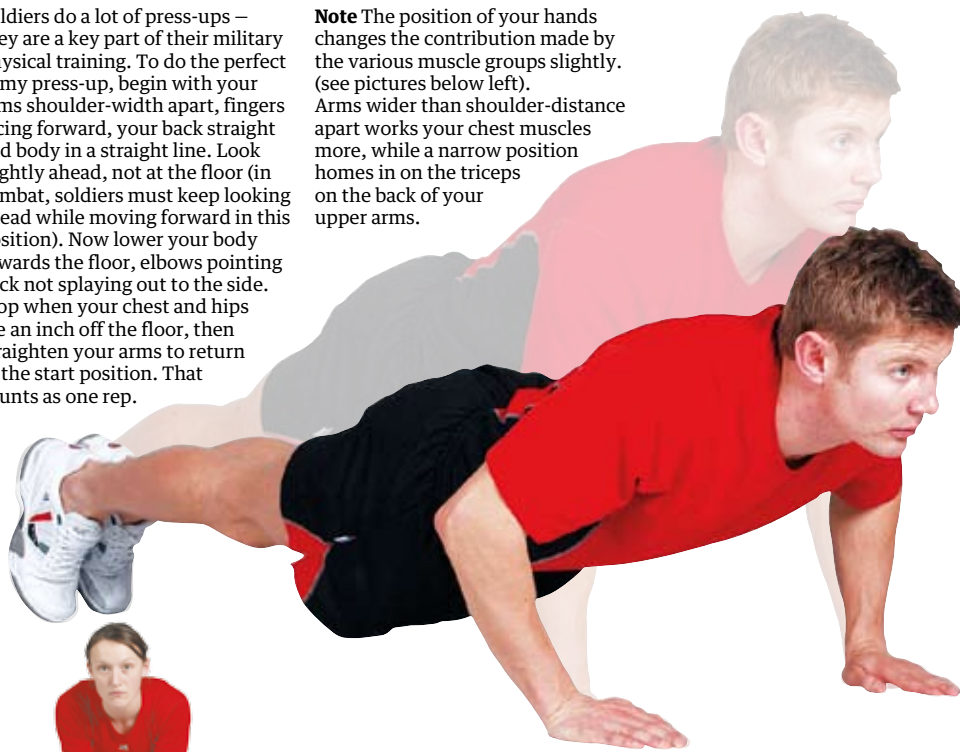 ldiers do a lot of press-ups –
ey are a key part of their military
ysical training. To do the perfect
my press-up, begin with your
ms shoulder-width apart, fingers
cing forward, your back straight
d body in a straight line. Look
ghtly ahead, not at the floor (in
mbat, soldiers must keep looking
ead while moving forward in this
sition). Now lower your body
wards the floor, elbows pointing
ck not splaying out to the side.
op when your chest and hips
e an inch off the floor, then
raighten your arms to return
the start position. That
unts as one rep.
Note The position of your hands
changes the contribution made by
the various muscle groups slightly.
(see pictures below left).
Arms wider than shoulder-distance
apart works your chest muscles
more, while a narrow position
homes in on the triceps
on the back of your
upper arms.